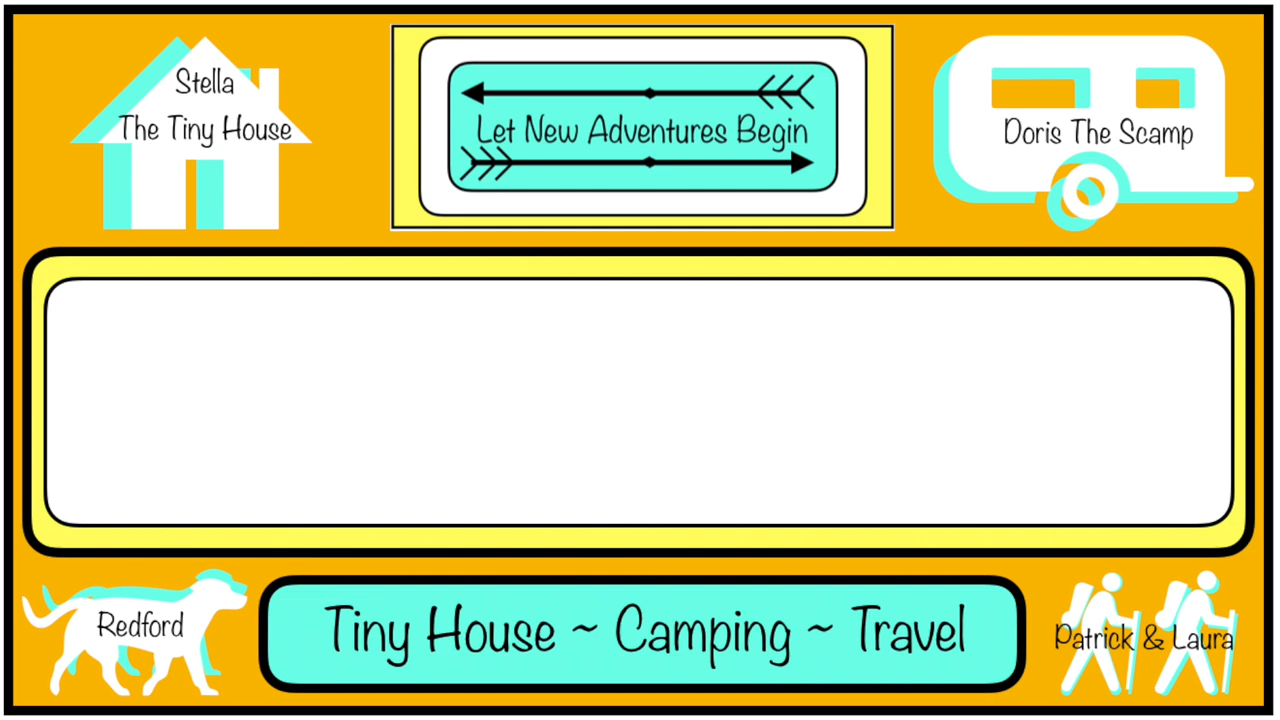 Stella
The Tiny House
Let New Adventures Begin
Doris The Scamp
Redford
Tiny House ~ Camping ~ Travel
Patrick & Laura